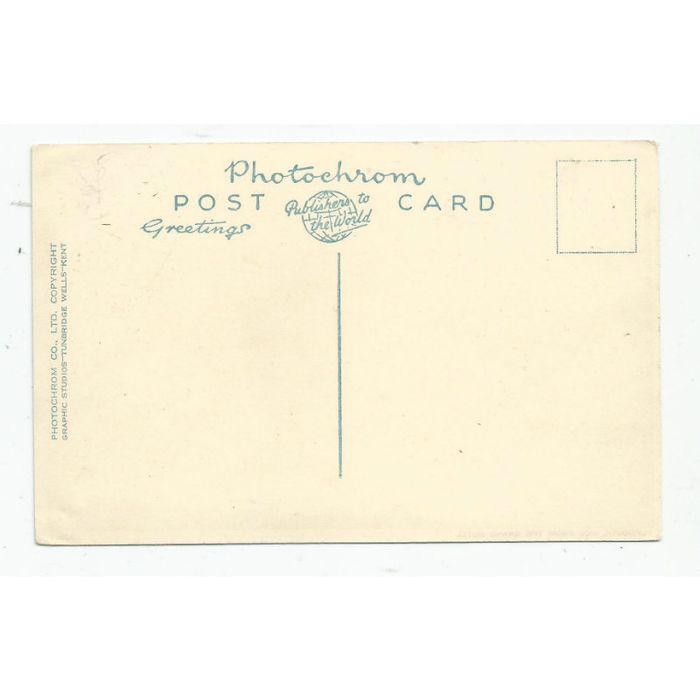 Photochrom
POST CARD
Publishers to
the World
Greetings
PHOTOCHROM CO., LTD. COPYRIGHT
GRAPHIC STUDIOS–TUNBRIDGE WELLS–KENT